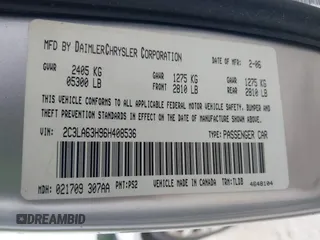 MFD BY DAIMLERCHRYSLER CORPORATION 2-06
GVWR 2405 KG GAWR 1275 KG GAWR 1275 KG
05300 LB FRONT 2810 LB REAR 2810 LB
THIS VEHICLE CONFORMS TO ALL APPLICABLE FEDERAL MOTOR VEHICLE SAFETY, BUMPER AND
THEFT PREVENTION STANDARDS IN EFFECT ON THE DATE OF MANUFACTURE SHOWN ABOVE.
VIN: 2C3LA63H96H408536 TYPE: PASSENGER CAR
MDH: 021709 307AA PNT: PS2 VEHICLE MADE IN CANADA TRM: TLDB
4648104
DREAMBID